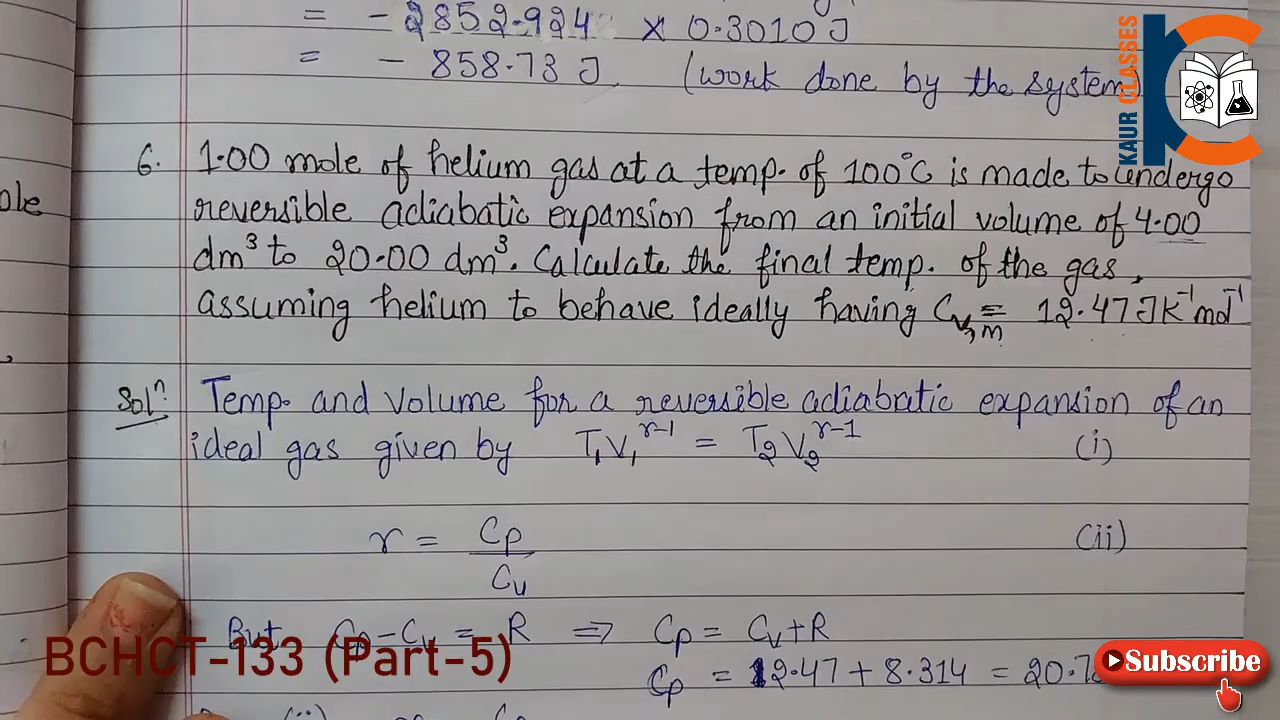 = - 2852.924 × 0.3010 J
= - 858.73 J (work done by the system)
KAUR CLASSES
6. 1.00 mole of helium gas at a temp. of 100°C is made to undergo
reversible adiabatic expansion from an initial volume of 4.00
dm³ to 20.00 dm³. Calculate the final temp. of the gas,
assuming helium to behave ideally having Cv,m = 12.47 JK⁻¹mol⁻¹
Solⁿ. Temp. and volume for a reversible adiabatic expansion of an
ideal gas given by T₁V₁^(r-1) = T₂V₂^(r-1) (i)
r = Cp / Cv (ii)
But Cp - Cv = R ⇒ Cp = Cv + R
Cp = 12.47 + 8.314 = 20.7
BCHCT-133 (Part-5)
Subscribe